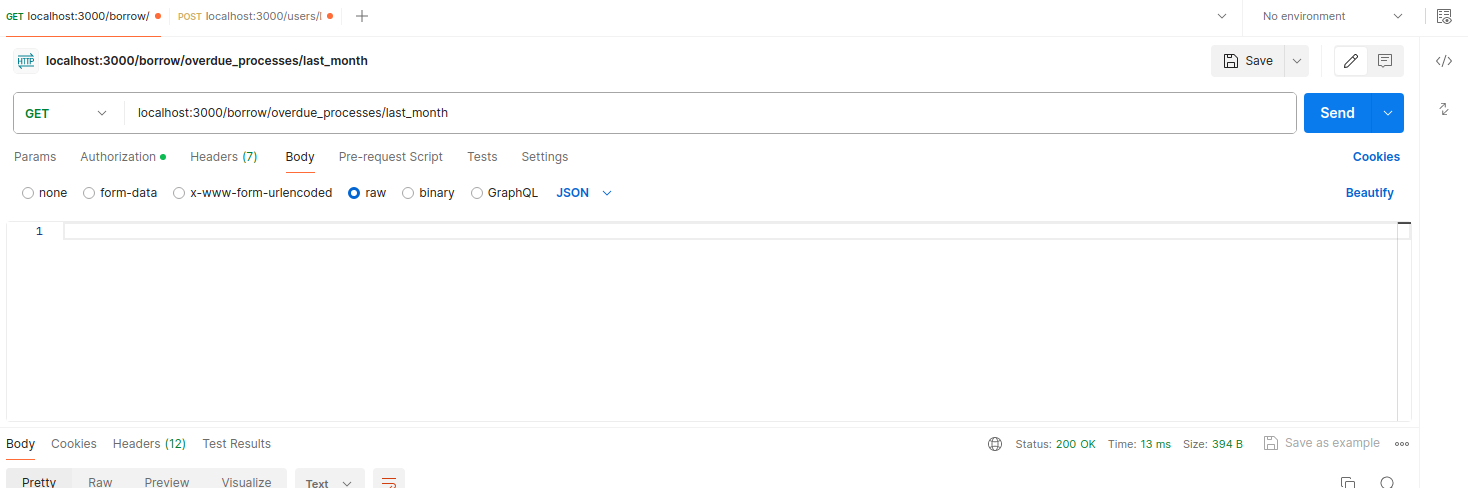 GET localhost:3000/borrow/ POST localhost:3000/users/l No environment
HTTP localhost:3000/borrow/overdue_processes/last_month Save
GET localhost:3000/borrow/overdue_processes/last_month Send
Params Authorization Headers (7) Body Pre-request Script Tests Settings Cookies
none form-data x-www-form-urlencoded raw binary GraphQL JSON Beautify
1
Body Cookies Headers (12) Test Results Status: 200 OK Time: 13 ms Size: 394 B Save as example
Pretty Raw Preview Visualize Text